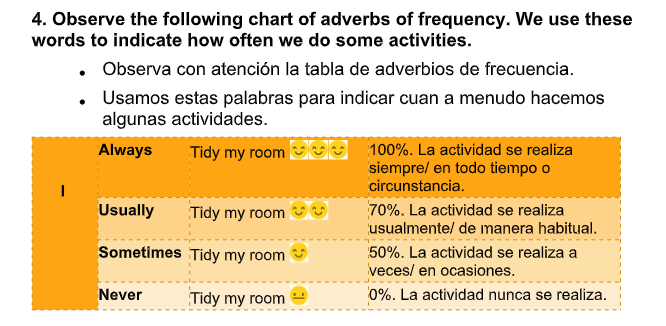 4. Observe the following chart of adverbs of frequency. We use these
words to indicate how often we do some activities.
• Observa con atención la tabla de adverbios de frecuencia.
• Usamos estas palabras para indicar cuan a menudo hacemos
algunas actividades.
I
Always Tidy my room 😊😊😊 100%. La actividad se realiza
siempre/ en todo tiempo o
circunstancia.
Usually Tidy my room 😊😊 70%. La actividad se realiza
usualmente/ de manera habitual.
Sometimes Tidy my room 😊 50%. La actividad se realiza a
veces/ en ocasiones.
Never Tidy my room 😐 0%. La actividad nunca se realiza.